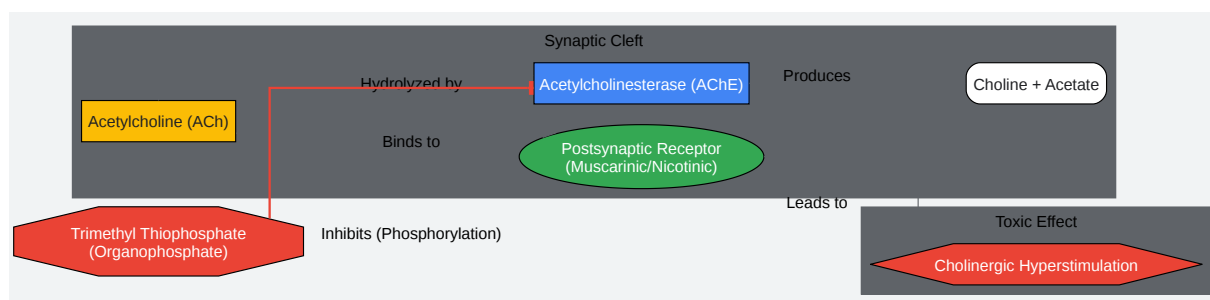 Synaptic Cleft
Hydrolyzed by
Acetylcholinesterase (AChE)
Produces
Choline + Acetate
Acetylcholine (ACh)
Binds to
Postsynaptic Receptor
(Muscarinic/Nicotinic)
Leads to
Trimethyl Thiophosphate
(Organophosphate)
Inhibits (Phosphorylation)
Toxic Effect
Cholinergic Hyperstimulation